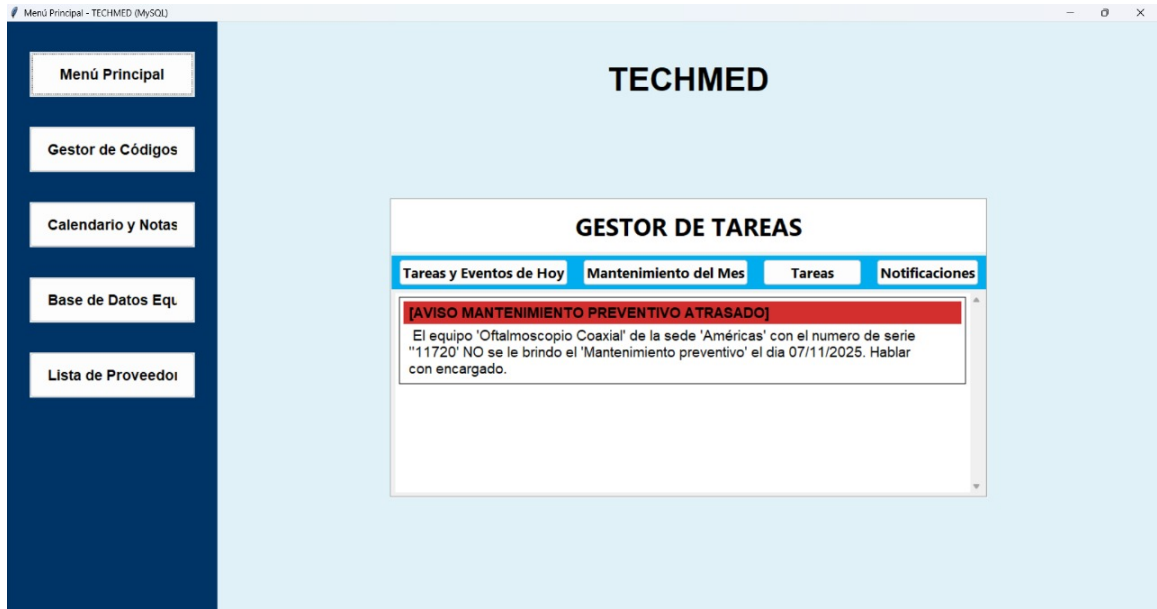 Menú Principal - TECHMED (MySQL)
Menú Principal
Gestor de Códigos
Calendario y Notas
Base de Datos Equ
Lista de Proveedor
TECHMED
GESTOR DE TAREAS
Tareas y Eventos de Hoy
Mantenimiento del Mes
Tareas
Notificaciones
[AVISO MANTENIMIENTO PREVENTIVO ATRASADO]
El equipo 'Oftalmoscopio Coaxial' de la sede 'Américas' con el numero de serie
"11720' NO se le brindo el 'Mantenimiento preventivo' el dia 07/11/2025. Hablar
con encargado.